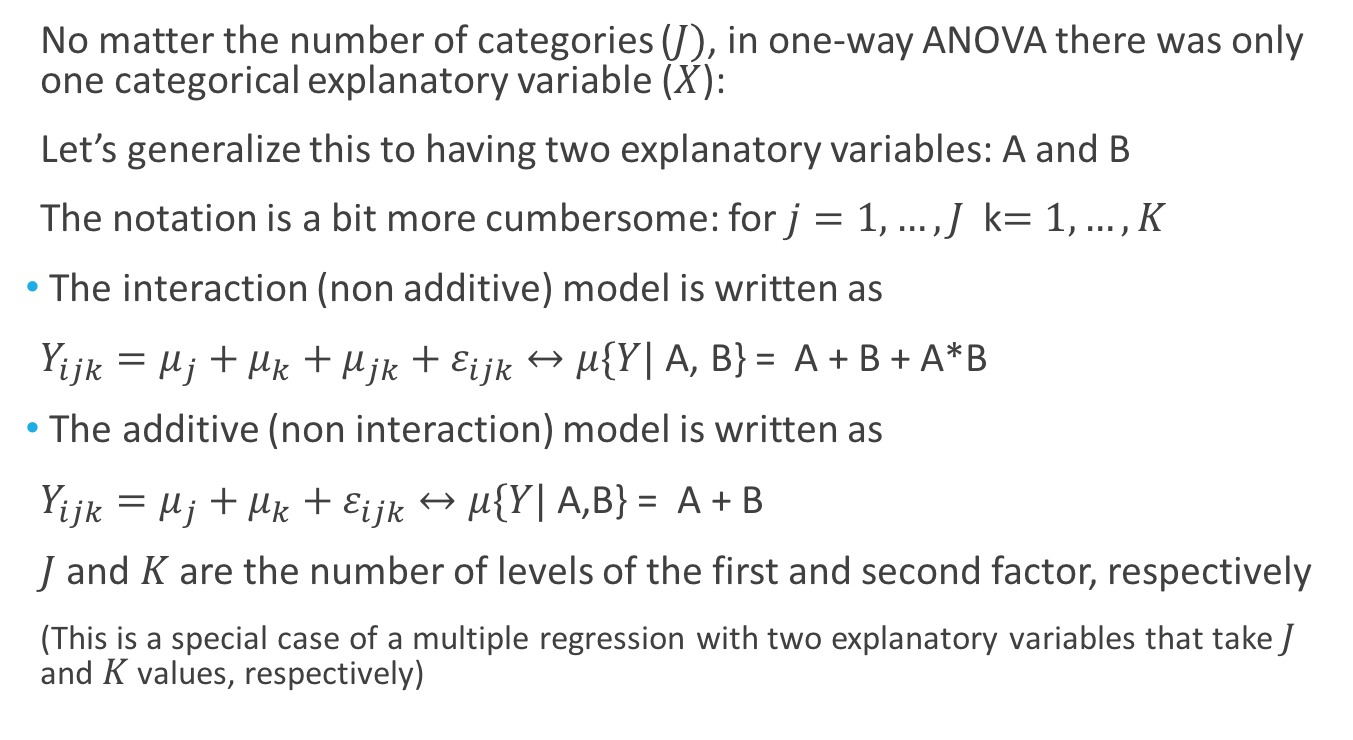 No matter the number of categories (𝐽), in one-way ANOVA there was only
one categorical explanatory variable (𝑋):
Let’s generalize this to having two explanatory variables: A and B
The notation is a bit more cumbersome: for 𝑗 = 1, … , 𝐽 k= 1, … , 𝐾
• The interaction (non additive) model is written as
𝑌𝑖𝑗𝑘 = 𝜇𝑗 + 𝜇𝑘 + 𝜇𝑗𝑘 + 𝜀𝑖𝑗𝑘 ↔ 𝜇{𝑌| A, B} = A + B + A*B
• The additive (non interaction) model is written as
𝑌𝑖𝑗𝑘 = 𝜇𝑗 + 𝜇𝑘 + 𝜀𝑖𝑗𝑘 ↔ 𝜇{𝑌| A,B} = A + B
𝐽 and 𝐾 are the number of levels of the first and second factor, respectively
(This is a special case of a multiple regression with two explanatory variables that take 𝐽
and 𝐾 values, respectively)